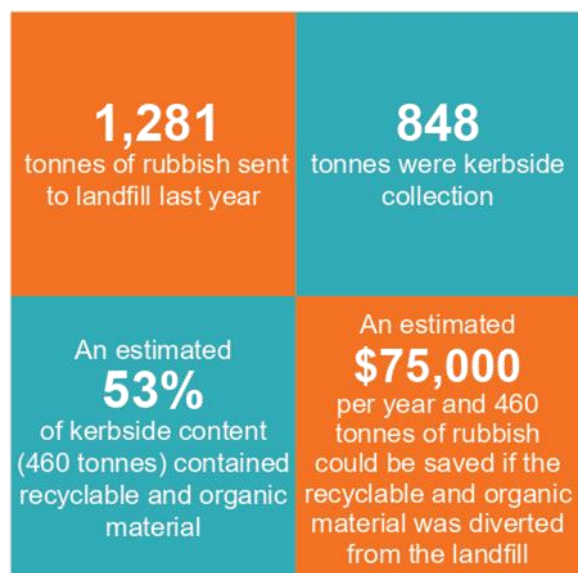 1,281
tonnes of rubbish sent
to landfill last year
848
tonnes were kerbside
collection
An estimated
53%
of kerbside content
(460 tonnes) contained
recyclable and organic
material
An estimated
$75,000
per year and 460
tonnes of rubbish
could be saved if the
recyclable and organic
material was diverted
from the landfill